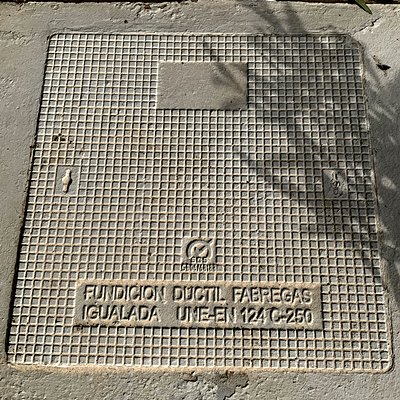 FUNDICION DUCTIL FABREGAS
IGUALADA UNE-EN 124 C-250